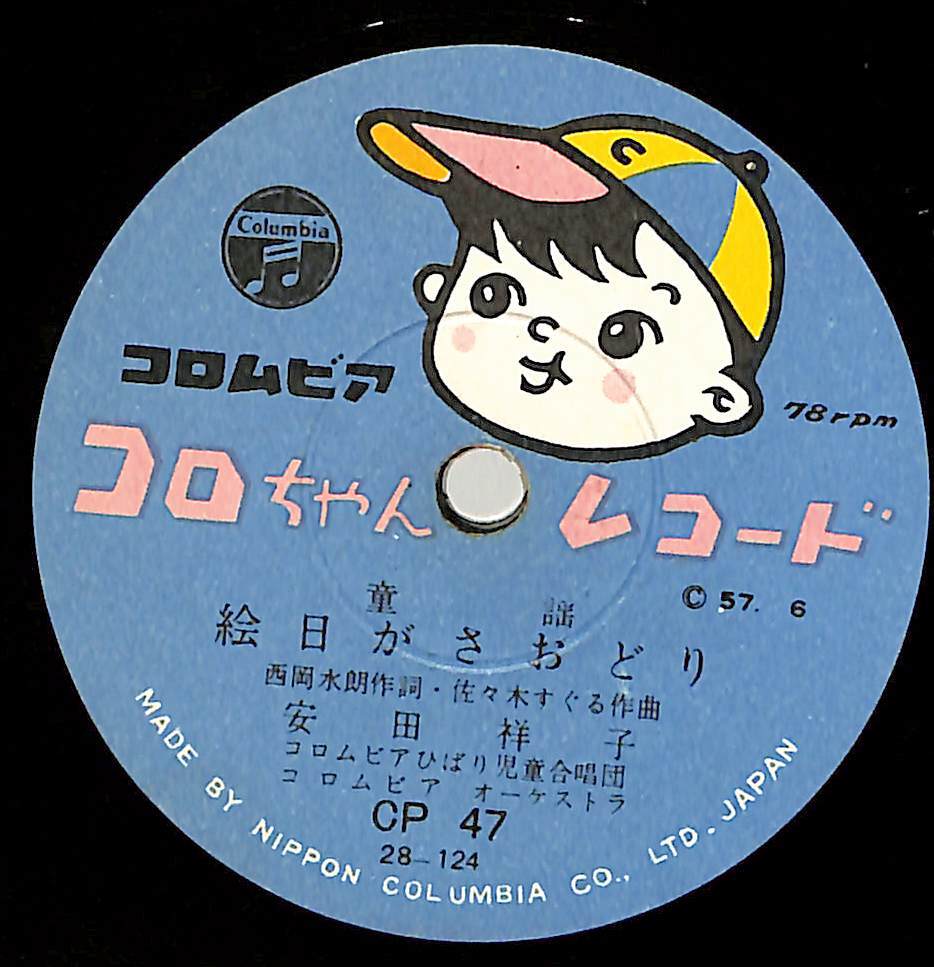 C
Columbia
コロムビア
78rpm
コロちゃん レコード
© 57. 6
童謡
絵日がさおどり
西岡水朗作詞・佐々木すぐる作曲
安田祥子
コロムビアひばり児童合唱団
コロムビア オーケストラ
CP 47
28-124
MADE BY NIPPON COLUMBIA CO., LTD. JAPAN